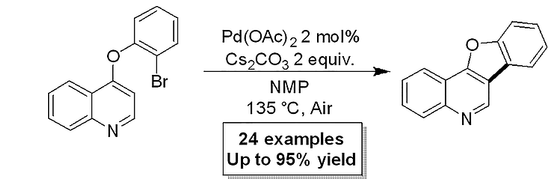 O
Br
N
Pd(OAc)₂ 2 mol%
Cs₂CO₃ 2 equiv.
NMP
135 °C, Air
24 examples
Up to 95% yield
O
N